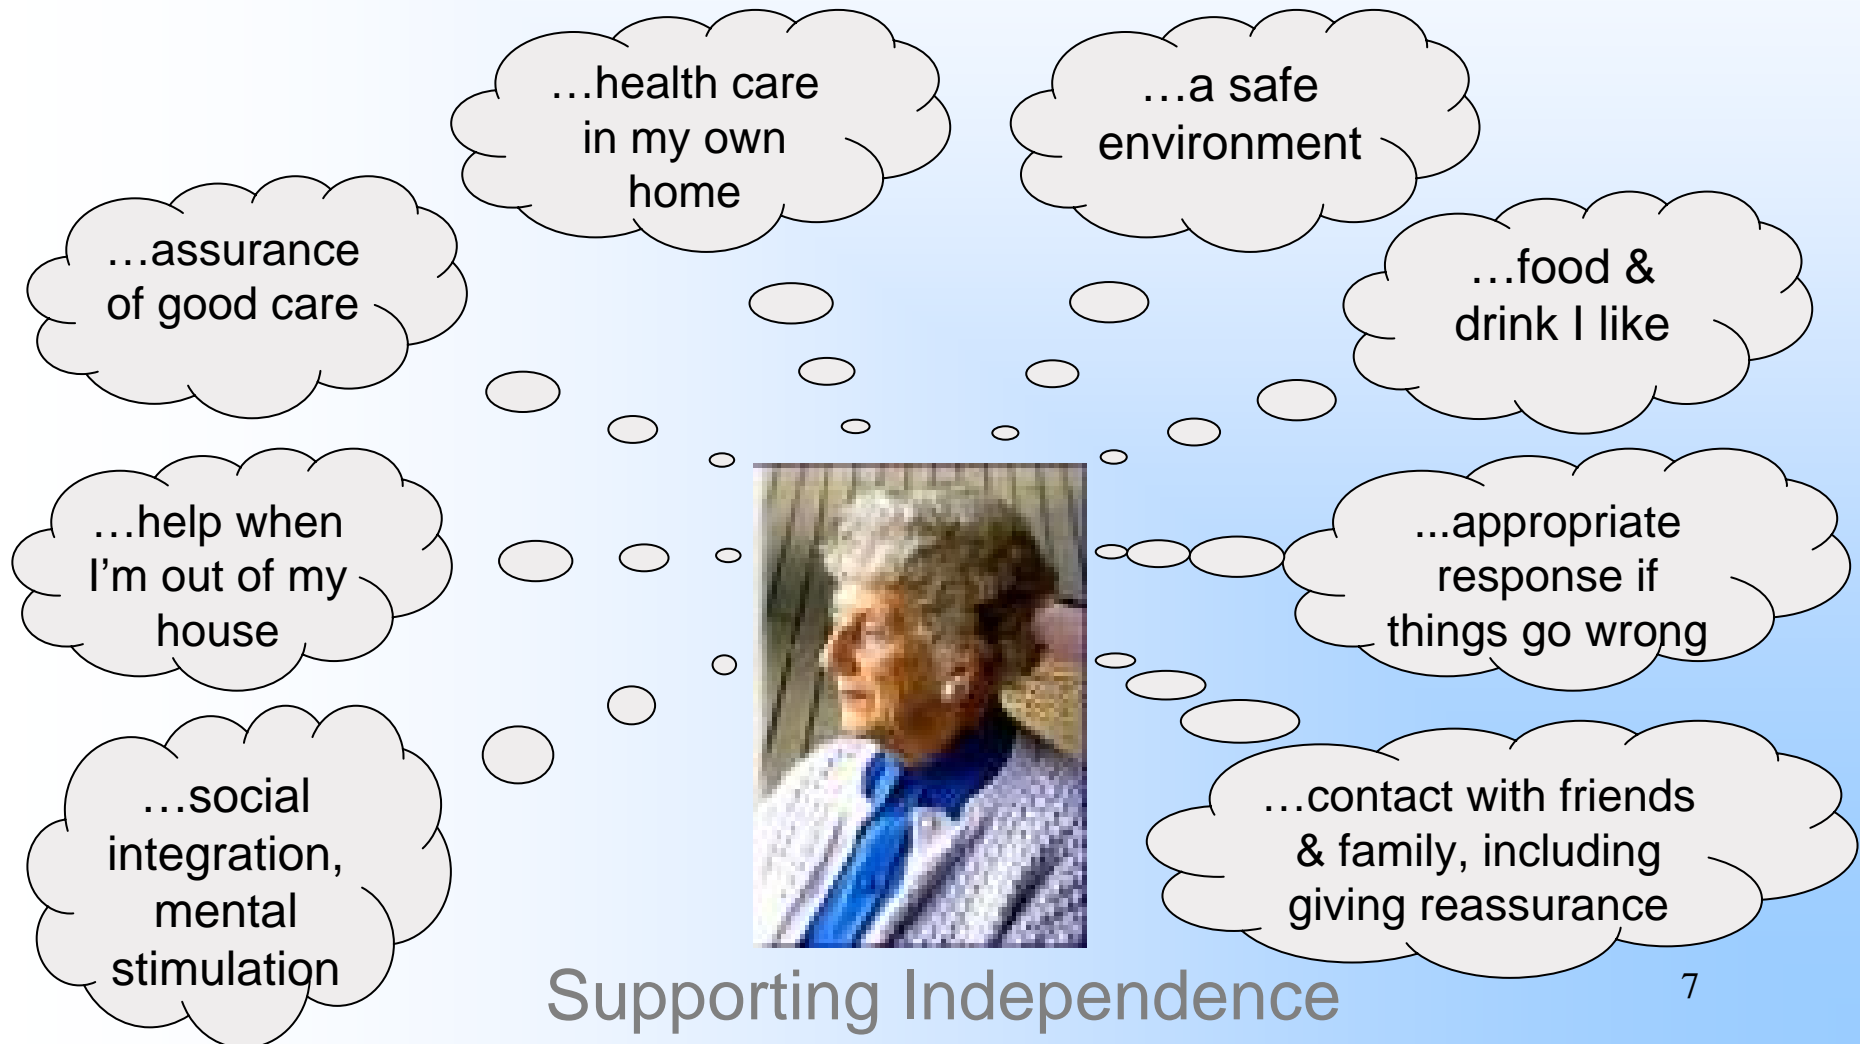 …health care
in my own
home
…a safe
environment
…assurance
of good care
…food &
drink I like
…help when
I’m out of my
house
...appropriate
response if
things go wrong
…social
integration,
mental
stimulation
…contact with friends
& family, including
giving reassurance
Supporting Independence
7